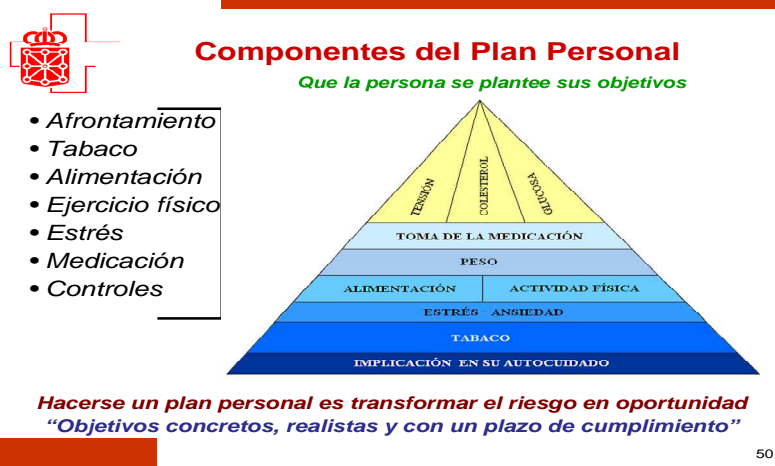 Componentes del Plan Personal
Que la persona se plantee sus objetivos
• Afrontamiento
• Tabaco
• Alimentación
• Ejercicio físico
• Estrés
• Medicación
• Controles
TENSIÓN
COLESTEROL
GLUCOSA
TOMA DE LA MEDICACIÓN
PESO
ALIMENTACIÓN ACTIVIDAD FÍSICA
ESTRÉS ANSIEDAD
TABACO
IMPLICACIÓN EN SU AUTOCUIDADO
Hacerse un plan personal es transformar el riesgo en oportunidad
“Objetivos concretos, realistas y con un plazo de cumplimiento”
50